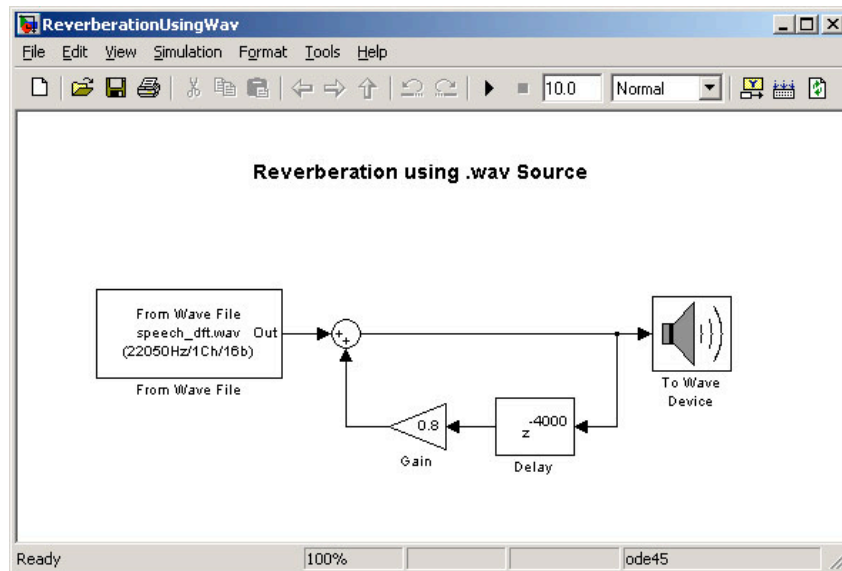 ReverberationUsingWav
File Edit View Simulation Format Tools Help
10.0 Normal
Reverberation using .wav Source
From Wave File
speech_dft.wav Out
(22050Hz/1Ch/16b)
From Wave File
+
+
To Wave
Device
0.8
Gain
z-4000
Delay
Ready 100% ode45